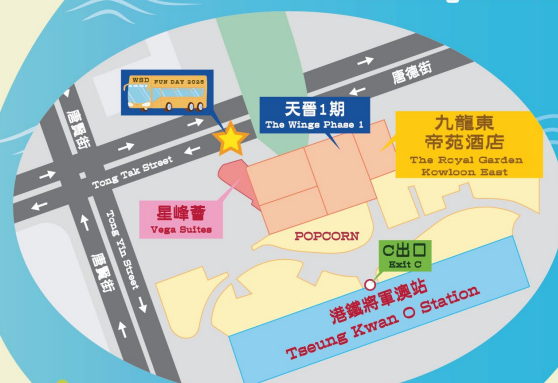 WSD FUN DAY 2025
唐賢街
唐德街
Tong Tak Street
天晉1期
The Wings Phase 1
九龍東
帝苑酒店
The Royal Garden
Kowloon East
星峰薈
Vega Suites
Tong Yin Street
唐賢街
POPCORN
C出口
Exit C
港鐵將軍澳站
Tseung Kwan O Station